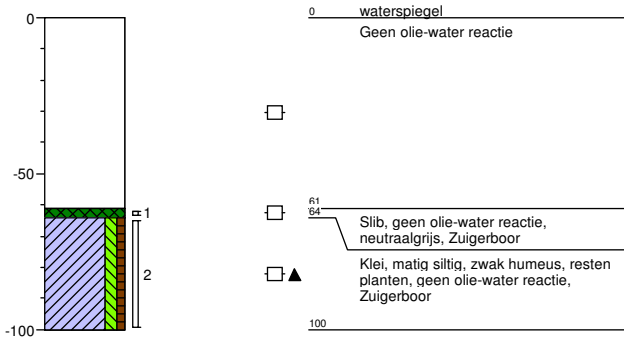 0
0
waterspiegel
Geen olie-water reactie
-50
61
64
1
Slib, geen olie-water reactie,
neutraalgrijs, Zuigerboor
2
Klei, matig siltig, zwak humeus, resten
planten, geen olie-water reactie,
Zuigerboor
-100
100